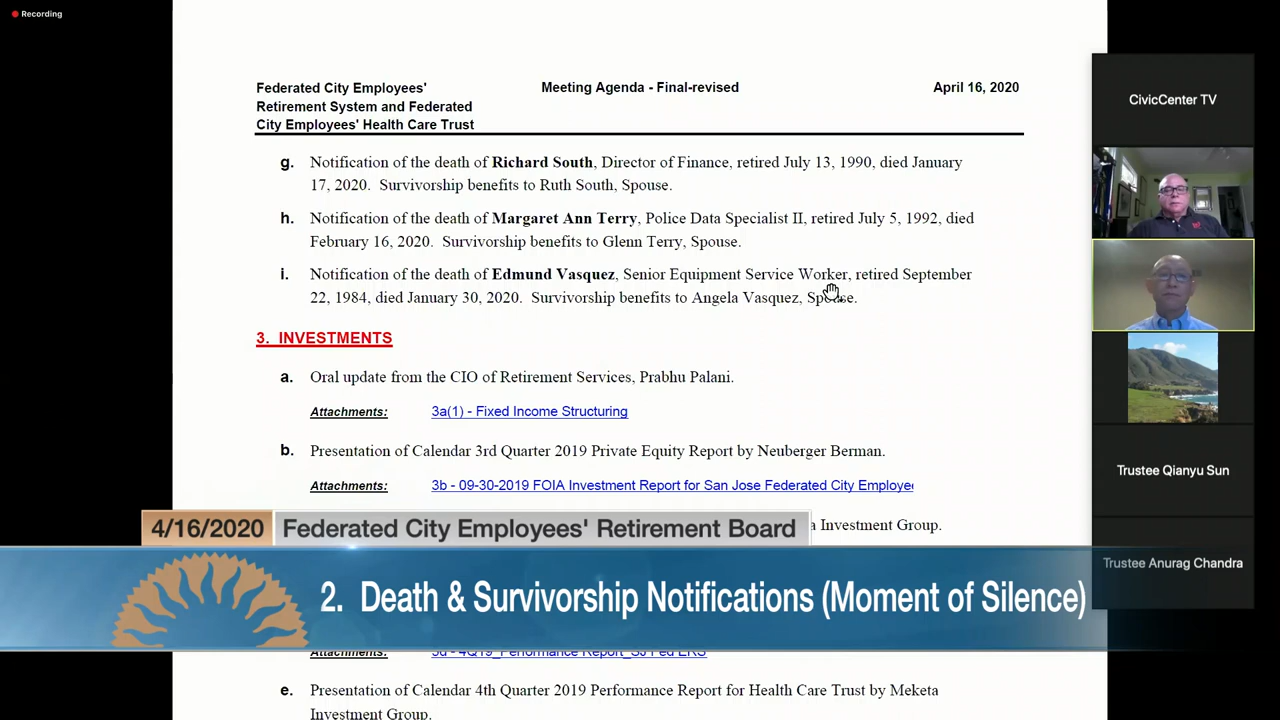 Recording
Federated City Employees' Retirement System and Federated City Employees' Health Care Trust
Meeting Agenda - Final-revised
April 16, 2020
g. Notification of the death of Richard South, Director of Finance, retired July 13, 1990, died January
17, 2020. Survivorship benefits to Ruth South, Spouse.
h. Notification of the death of Margaret Ann Terry, Police Data Specialist II, retired July 5, 1992, died
February 16, 2020. Survivorship benefits to Glenn Terry, Spouse.
i. Notification of the death of Edmund Vasquez, Senior Equipment Service Worker, retired September
22, 1984, died January 30, 2020. Survivorship benefits to Angela Vasquez, Spouse.
3. INVESTMENTS
a. Oral update from the CIO of Retirement Services, Prabhu Palani.
Attachments: 3a(1) - Fixed Income Structuring
b. Presentation of Calendar 3rd Quarter 2019 Private Equity Report by Neuberger Berman.
Attachments: 3b - 09-30-2019 FOIA Investment Report for San Jose Federated City Employee
a Investment Group.
4/16/2020 Federated City Employees' Retirement Board
2. Death & Survivorship Notifications (Moment of Silence)
Attachments: 3d - 4Q19_Performance Report_SJ Fed ERS
e. Presentation of Calendar 4th Quarter 2019 Performance Report for Health Care Trust by Meketa
Investment Group.
CivicCenter TV
Trustee Qianyu Sun
Trustee Anurag Chandra